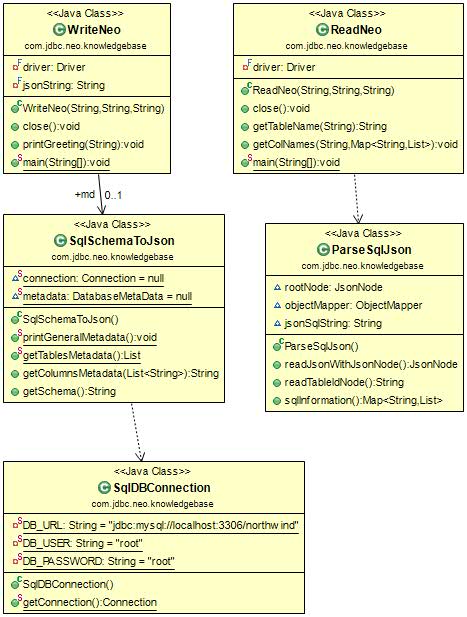 <<Java Class>>
WriteNeo
com.jdbc.neo.knowledgebase
driver: Driver
jsonString: String
WriteNeo(String,String,String)
close():void
printGreeting(String):void
main(String[]):void
<<Java Class>>
ReadNeo
com.jdbc.neo.knowledgebase
driver: Driver
ReadNeo(String,String,String)
close():void
getTableName(String):String
getColNames(String,Map<String,List>):void
main(String[]):void
+md 0..1
<<Java Class>>
SqlSchemaToJson
com.jdbc.neo.knowledgebase
connection: Connection = null
metadata: DatabaseMetaData = null
SqlSchemaToJson()
printGeneralMetadata():void
getTablesMetadata():List
getColumnsMetadata(List<String>):String
getSchema():String
<<Java Class>>
ParseSqlJson
com.jdbc.neo.knowledgebase
rootNode: JsonNode
objectMapper: ObjectMapper
jsonSqlString: String
ParseSqlJson()
readJsonWithJsonNode():JsonNode
readTableIdNode():String
sqlInformation():Map<String,List>
<<Java Class>>
SqlDBConnection
com.jdbc.neo.knowledgebase
DB_URL: String = "jdbc:mysql://localhost:3306/northwind"
DB_USER: String = "root"
DB_PASSWORD: String = "root"
SqlDBConnection()
getConnection():Connection